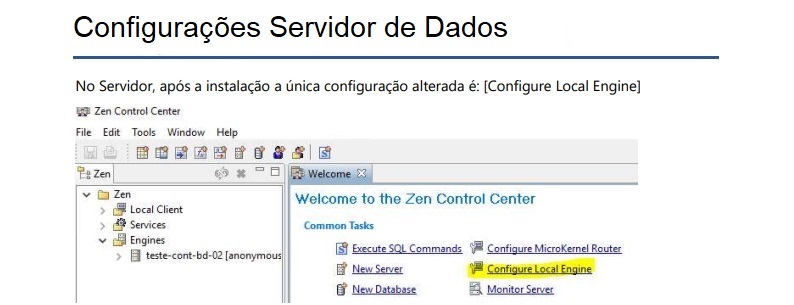 Configurações Servidor de Dados
No Servidor, após a instalação a única configuração alterada é: [Configure Local Engine]
Zen Control Center
File Edit Tools Window Help
Zen
Welcome
Zen
Local Client
Services
Engines
teste-cont-bd-02 [anonymous
Welcome to the Zen Control Center
Common Tasks
Execute SQL Commands Configure MicroKernel Router
New Server Configure Local Engine
New Database Monitor Server